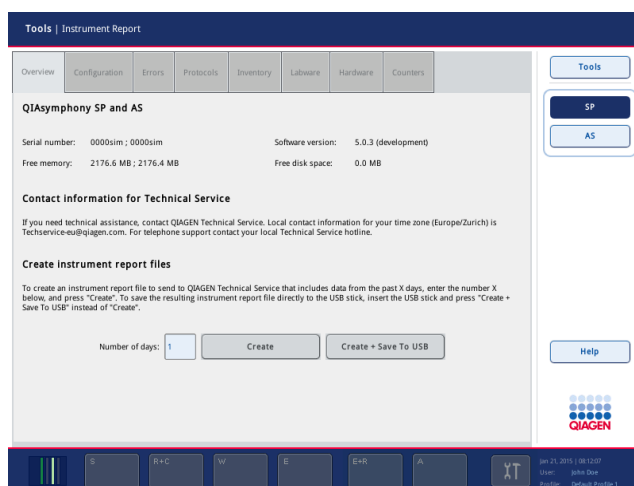 Tools | Instrument Report
Overview
Configuration
Errors
Protocols
Inventory
Labware
Hardware
Counters
Tools
SP
AS
QIAsymphony SP and AS
Serial number: 0000sim ; 0000sim
Software version: 5.0.3 (development)
Free memory: 2176.6 MB ; 2176.4 MB
Free disk space: 0.0 MB
Contact information for Technical Service
If you need technical assistance, contact QIAGEN Technical Service. Local contact information for your time zone (Europe/Zurich) is
Techservice-eu@qiagen.com. For telephone support contact your local Technical Service hotline.
Create instrument report files
To create an instrument report file to send to QIAGEN Technical Service that includes data from the past X days, enter the number X
below, and press "Create". To save the resulting instrument report file directly to the USB stick, insert the USB stick and press "Create +
Save To USB" instead of "Create".
Number of days: 1
Create
Create + Save To USB
Help
QIAGEN
S
R+C
W
E
E+R
A
Jan 21, 2015 | 08:12:07
User: John Doe
Profile: Default Profile 1